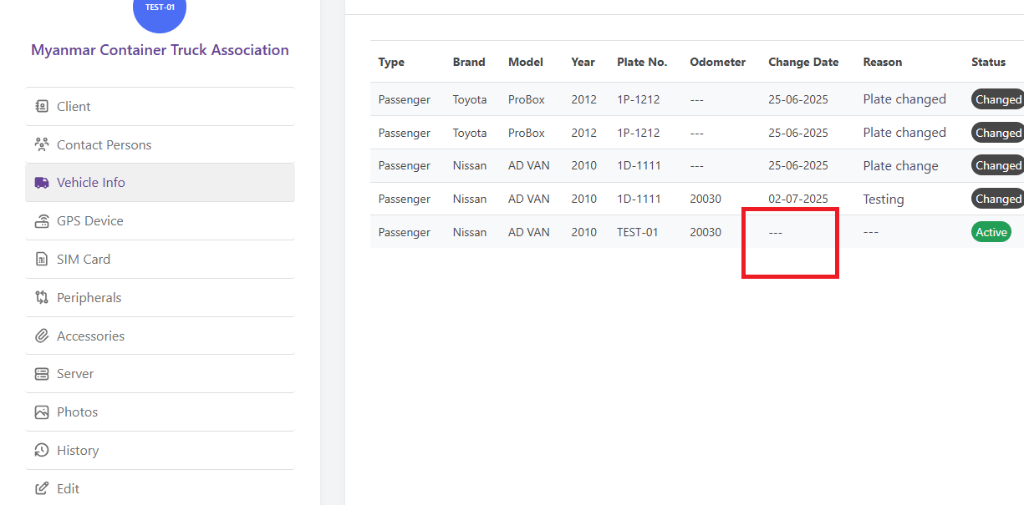 TEST-01
Myanmar Container Truck Association
Client
Contact Persons
Vehicle Info
GPS Device
SIM Card
Peripherals
Accessories
Server
Photos
History
Edit
Type Brand Model Year Plate No. Odometer Change Date Reason Status
Passenger Toyota ProBox 2012 1P-1212 --- 25-06-2025 Plate changed Changed
Passenger Toyota ProBox 2012 1P-1212 --- 25-06-2025 Plate changed Changed
Passenger Nissan AD VAN 2010 1D-1111 --- 25-06-2025 Plate change Changed
Passenger Nissan AD VAN 2010 1D-1111 20030 02-07-2025 Testing Changed
Passenger Nissan AD VAN 2010 TEST-01 20030 --- --- Active